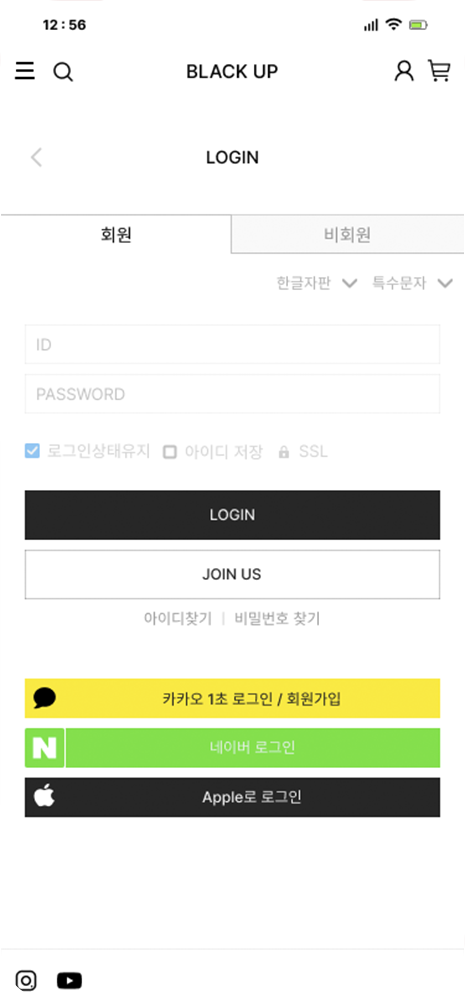 12:56
BLACK UP
LOGIN
회원 비회원
한글자판 특수문자
ID
PASSWORD
로그인상태유지 아이디 저장 SSL
LOGIN
JOIN US
아이디찾기 | 비밀번호 찾기
카카오 1초 로그인 / 회원가입
N 네이버 로그인
Apple로 로그인